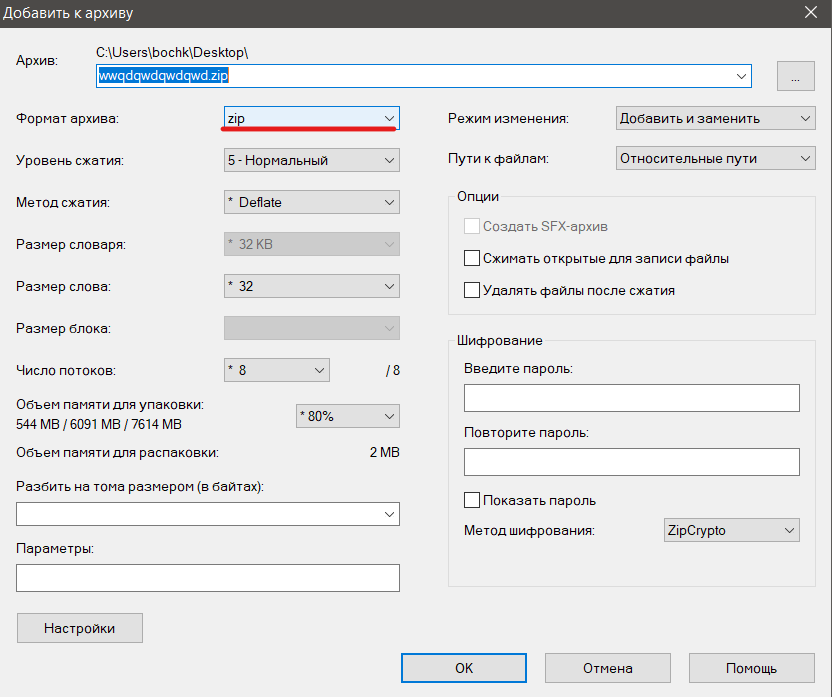 Добавить к архиву
Архив:
C:\Users\bochk\Desktop\
wwqdqwdqwdqwd.zip
...
Формат архива:
zip
Режим изменения:
Добавить и заменить
Уровень сжатия:
5 - Нормальный
Пути к файлам:
Относительные пути
Метод сжатия:
* Deflate
Опции
Создать SFX-архив
Размер словаря:
* 32 KB
Сжимать открытые для записи файлы
Размер слова:
* 32
Удалять файлы после сжатия
Размер блока:
Шифрование
Число потоков:
* 8
/ 8
Введите пароль:
Объем памяти для упаковки:
544 MB / 6091 MB / 7614 MB
* 80%
Повторите пароль:
Объем памяти для распаковки:
2 MB
Разбить на тома размером (в байтах):
Показать пароль
Метод шифрования:
ZipCrypto
Параметры:
Настройки
OK
Отмена
Помощь